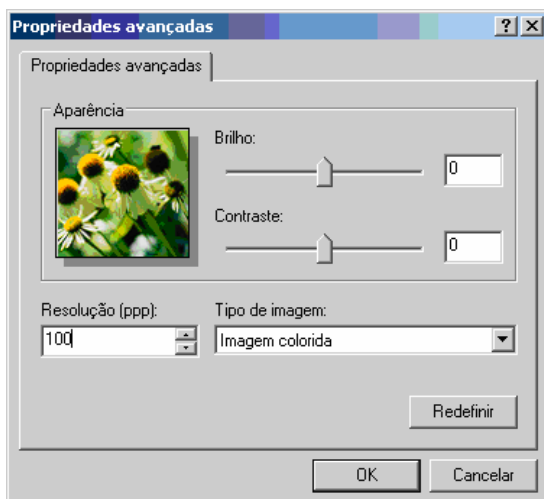 Propriedades avançadas
Propriedades avançadas
Aparência
Brilho:
0
Contraste:
0
Resolução (ppp):
Tipo de imagem:
100
Imagem colorida
Redefinir
OK
Cancelar